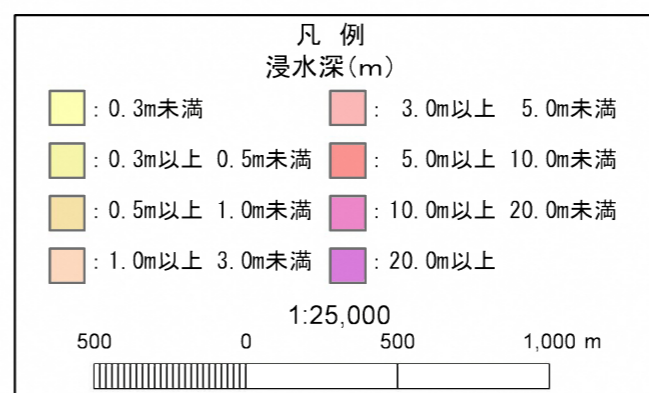 凡 例
浸水深(m)
: 0.3m未満
: 0.3m以上 0.5m未満
: 0.5m以上 1.0m未満
: 1.0m以上 3.0m未満
: 3.0m以上 5.0m未満
: 5.0m以上 10.0m未満
: 10.0m以上 20.0m未満
: 20.0m以上
1:25,000
500 0 500 1,000 m